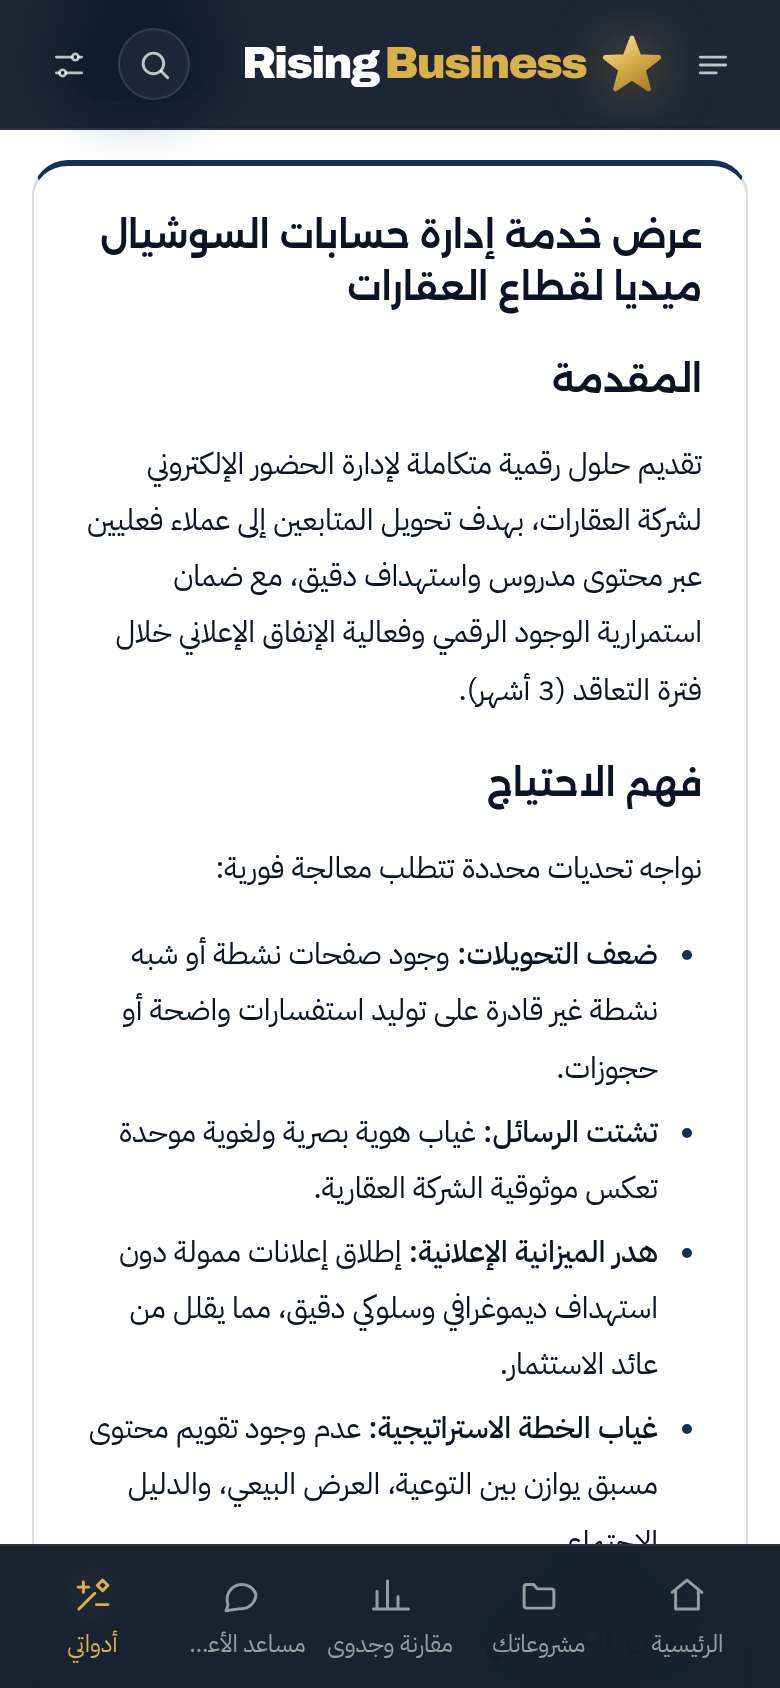 Rising Business
عرض خدمة إدارة حسابات السوشيال
ميديا لقطاع العقارات
المقدمة
تقديم حلول رقمية متكاملة لإدارة الحضور الإلكتروني
لشركة العقارات، بهدف تحويل المتابعين إلى عملاء فعليين
عبر محتوى مدروس واستهداف دقيق، مع ضمان
استمرارية الوجود الرقمي وفعالية الإنفاق الإعلاني خلال
فترة التعاقد (3 أشهر).
فهم الاحتياج
نواجه تحديات محددة تتطلب معالجة فورية:
• ضعف التحويلات: وجود صفحات نشطة أو شبه
نشطة غير قادرة على توليد استفسارات واضحة أو
حجوزات.
• تشتت الرسائل: غياب هوية بصرية ولغوية موحدة
تعكس موثوقية الشركة العقارية.
• هدر الميزانية الإعلانية: إطلاق إعلانات ممولة دون
استهداف ديموغرافي وسلوكي دقيق، مما يقلل من
عائد الاستثمار.
• غياب الخطة الاستراتيجية: عدم وجود تقويم محتوى
مسبق يوازن بين التوعية، العرض البيعي، والدليل
الرئيسية
مشروعاتك
مقارنة وجدوى
مساعد الأع...
أدواتي